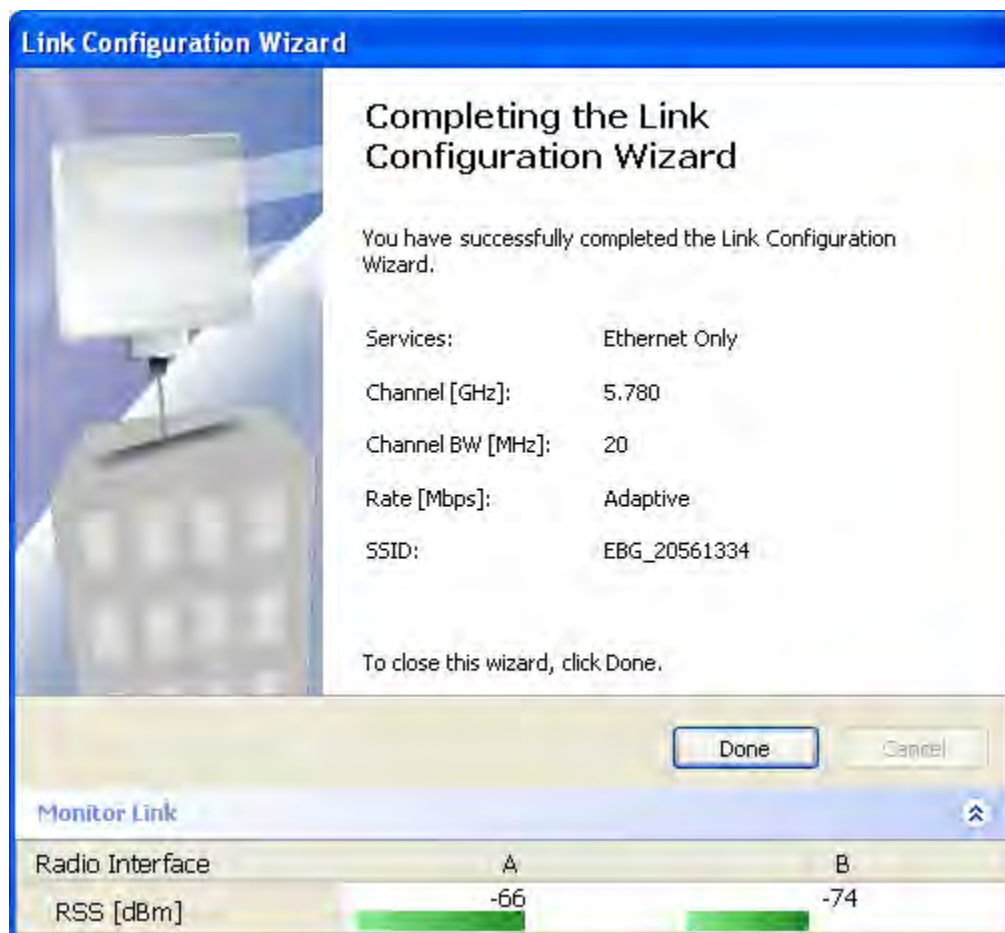 Link Configuration Wizard
Completing the Link
Configuration Wizard
You have successfully completed the Link Configuration
Wizard.
Services: Ethernet Only
Channel [GHz]: 5.780
Channel BW [MHz]: 20
Rate [Mbps]: Adaptive
SSID: EBG_20561334
To close this wizard, click Done.
Done Cancel
Monitor Link
Radio Interface A B
RSS [dBm] -66 -74